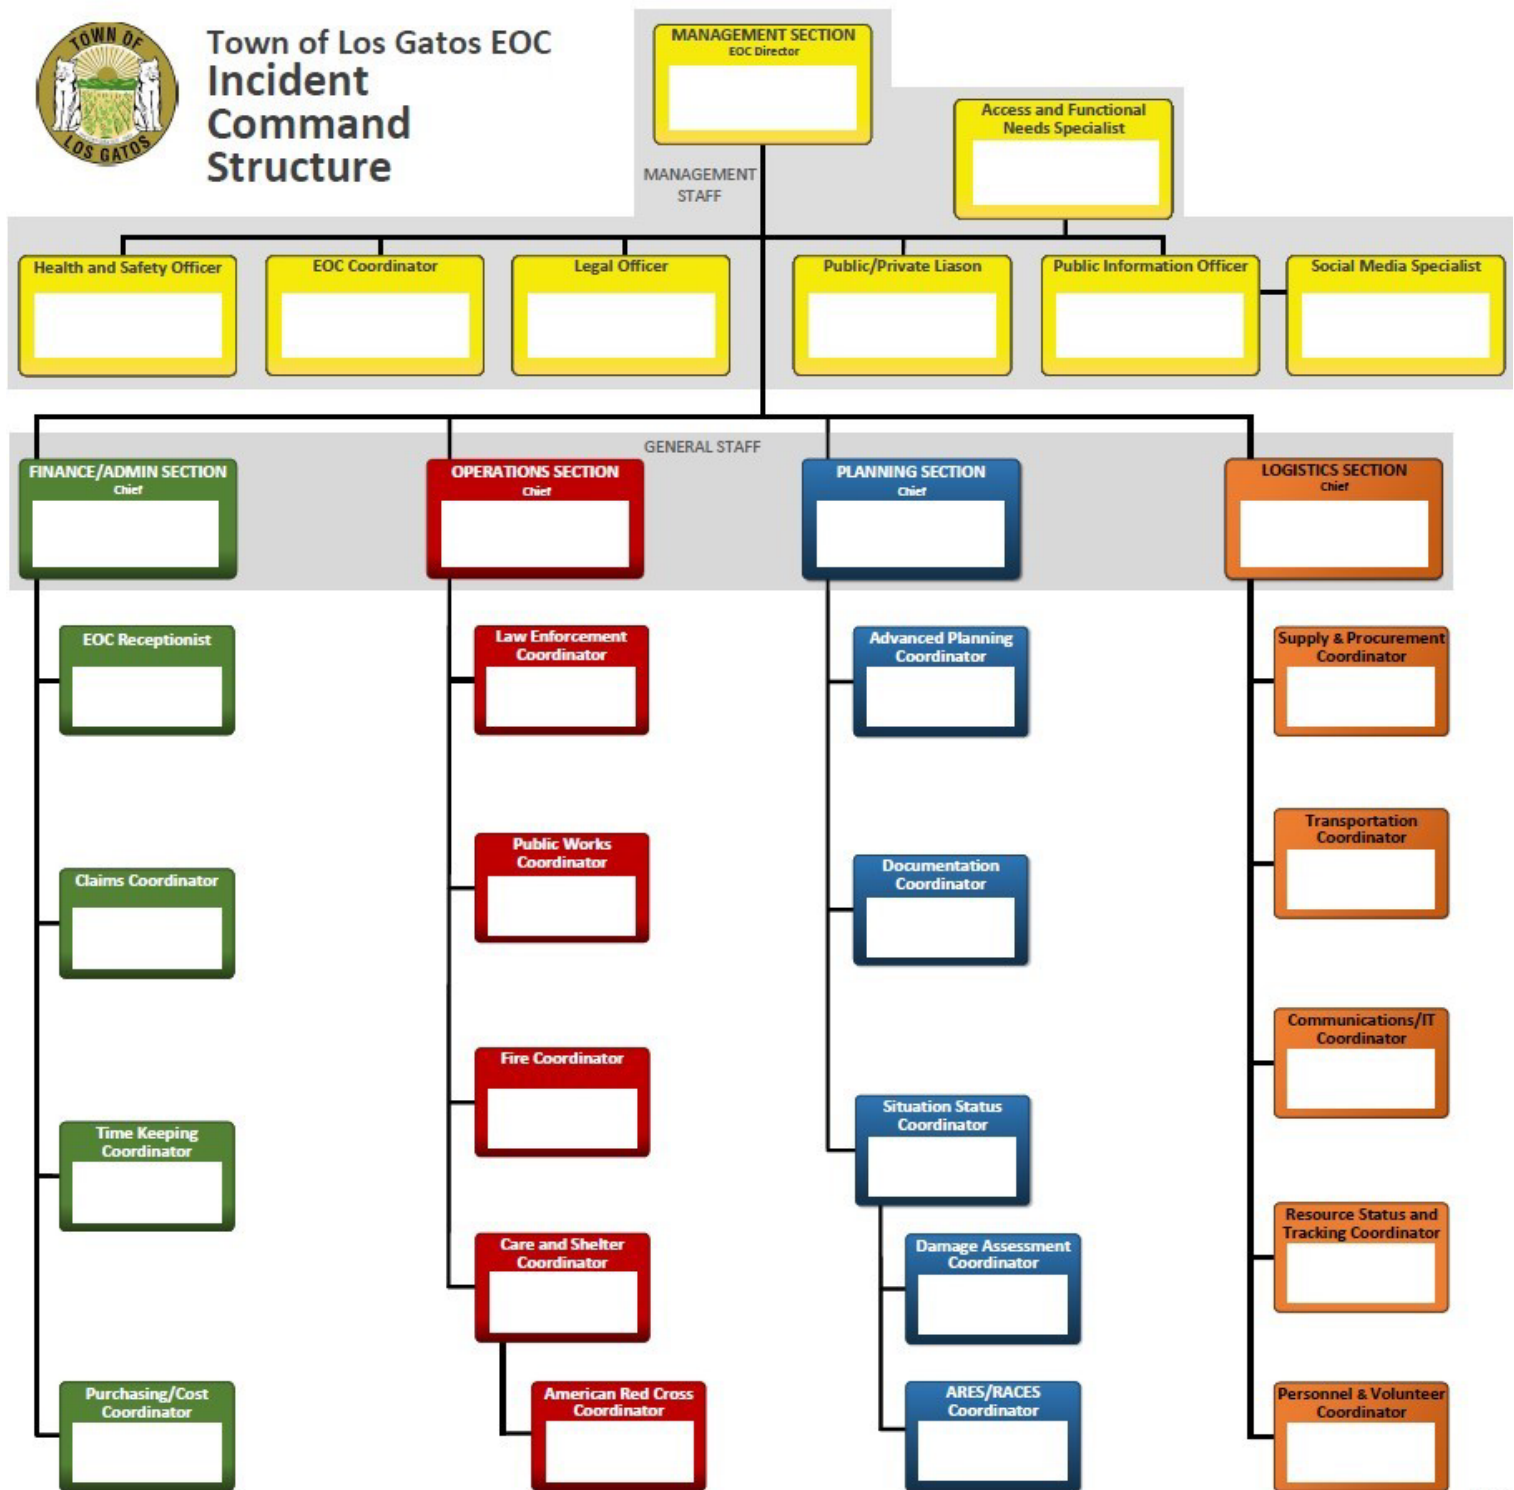 TOWN OF
LOS GATOS
Town of Los Gatos EOC
Incident
Command
Structure
MANAGEMENT SECTION
EOC Director
Access and Functional
Needs Specialist
MANAGEMENT
STAFF
Health and Safety Officer
EOC Coordinator
Legal Officer
Public/Private Liason
Public Information Officer
Social Media Specialist
GENERAL STAFF
FINANCE/ADMIN SECTION
Chief
OPERATIONS SECTION
Chief
PLANNING SECTION
Chief
LOGISTICS SECTION
Chief
EOC Receptionist
Claims Coordinator
Time Keeping
Coordinator
Purchasing/Cost
Coordinator
Law Enforcement
Coordinator
Public Works
Coordinator
Fire Coordinator
Care and Shelter
Coordinator
American Red Cross
Coordinator
Advanced Planning
Coordinator
Documentation
Coordinator
Situation Status
Coordinator
Damage Assessment
Coordinator
ARES/RACES
Coordinator
Supply & Procurement
Coordinator
Transportation
Coordinator
Communications/IT
Coordinator
Resource Status and
Tracking Coordinator
Personnel & Volunteer
Coordinator